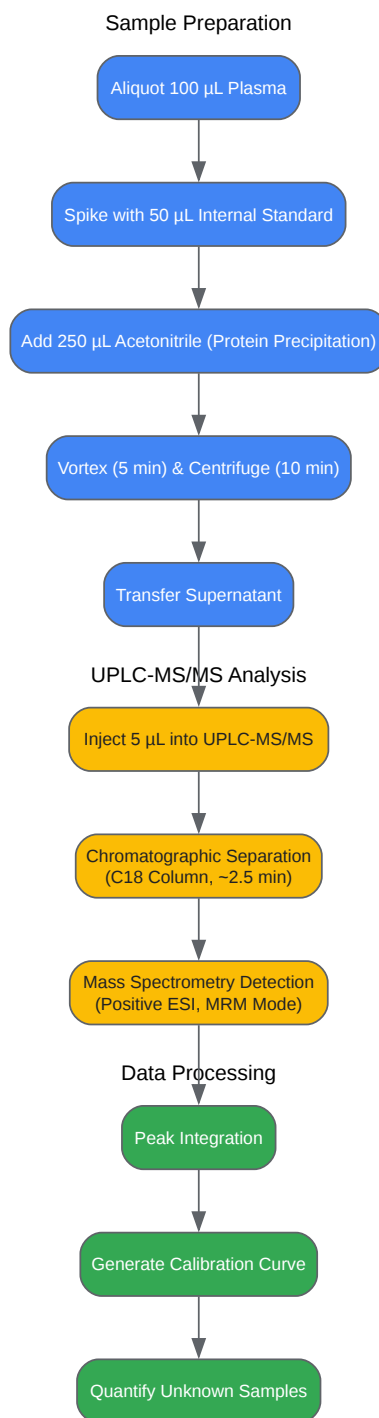 Sample Preparation
Aliquot 100 µL Plasma
Spike with 50 µL Internal Standard
Add 250 µL Acetonitrile (Protein Precipitation)
Vortex (5 min) & Centrifuge (10 min)
Transfer Supernatant
UPLC-MS/MS Analysis
Inject 5 µL into UPLC-MS/MS
Chromatographic Separation
(C18 Column, ~2.5 min)
Mass Spectrometry Detection
(Positive ESI, MRM Mode)
Data Processing
Peak Integration
Generate Calibration Curve
Quantify Unknown Samples